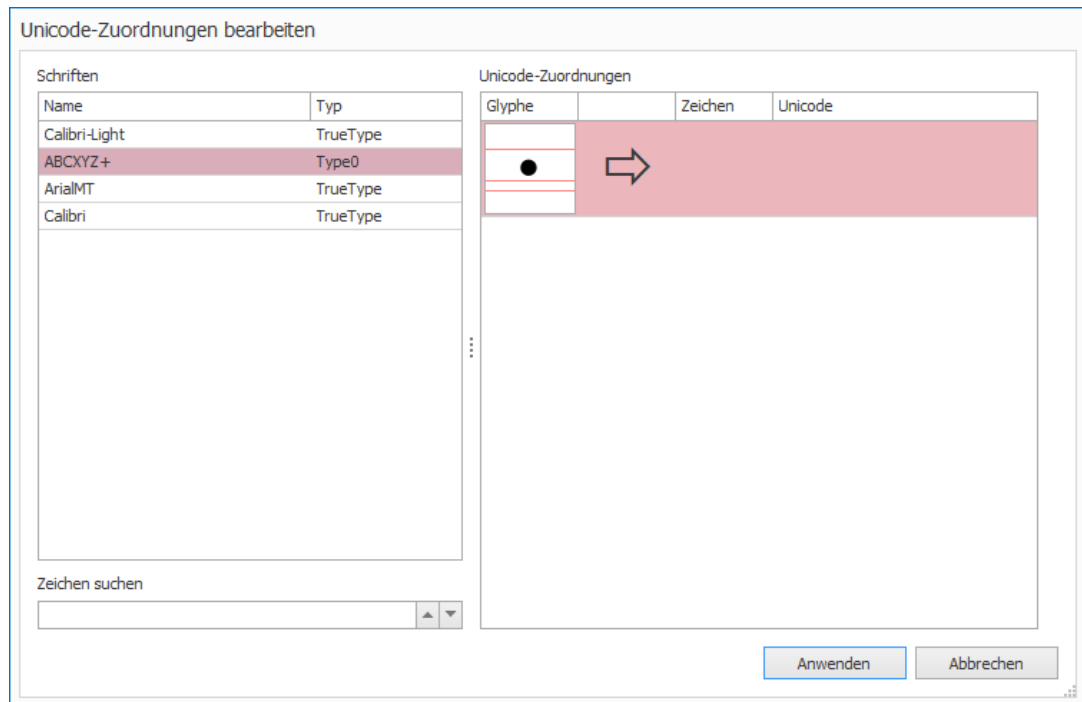 Unicode-Zuordnungen bearbeiten
Schriften
Name Typ
Calibri-Light TrueType
ABCXYZ+ Type0
ArialMT TrueType
Calibri TrueType
Zeichen suchen
Unicode-Zuordnungen
Glyphe Zeichen Unicode
Anwenden Abbrechen